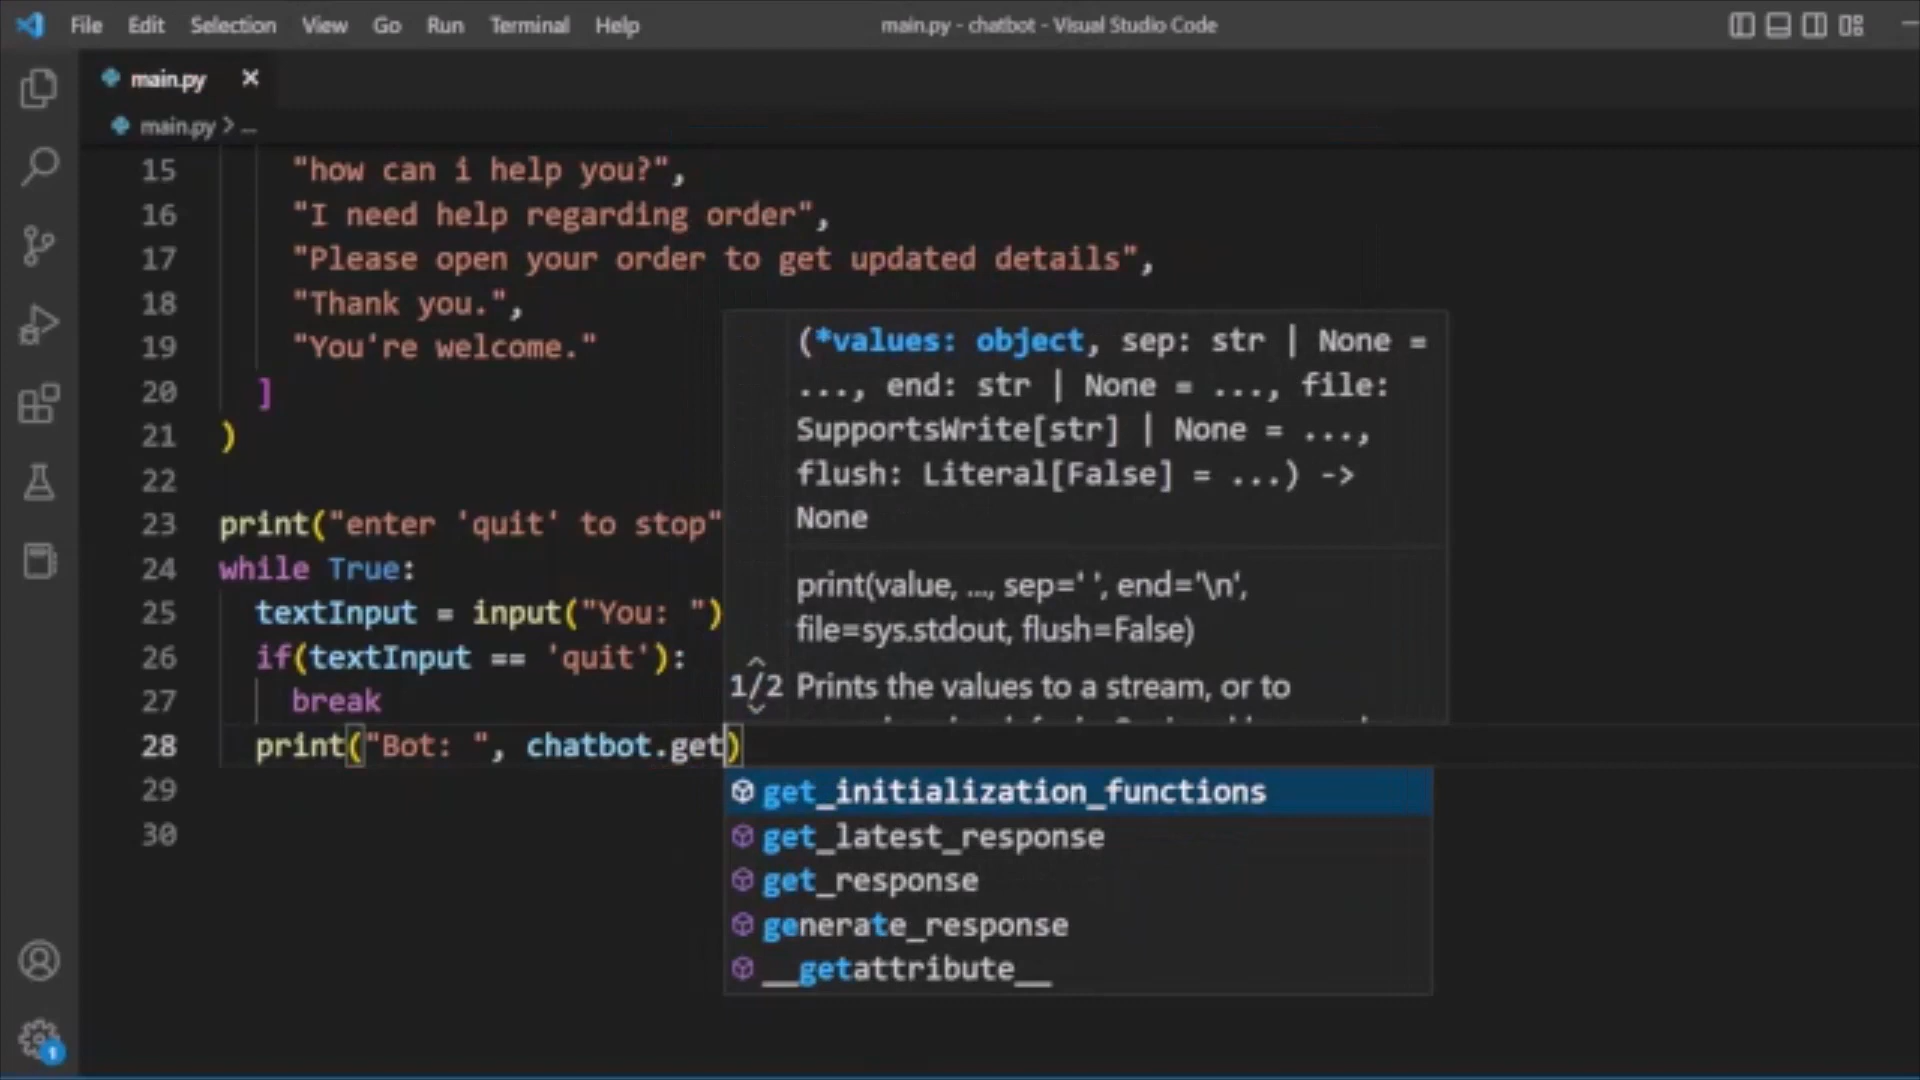 File Edit Selection View Go Run Terminal Help main.py - chatbot - Visual Studio Code
main.py
main.py > ...
15 "how can i help you?",
16 "I need help regarding order",
17 "Please open your order to get updated details",
18 "Thank you.",
19 "You're welcome."
20 ]
21 )
22
23 print("enter 'quit' to stop"
24 while True:
25 textInput = input("You: ")
26 if(textInput == 'quit'):
27 break
28 print("Bot: ", chatbot.get)
29
30
(*values: object, sep: str | None =
..., end: str | None = ..., file:
SupportsWrite[str] | None = ...,
flush: Literal[False] = ...) ->
None
print(value, ..., sep=' ', end='\n',
file=sys.stdout, flush=False)
1/2 Prints the values to a stream, or to
get_initialization_functions
get_latest_response
get_response
generate_response
__getattribute__
1